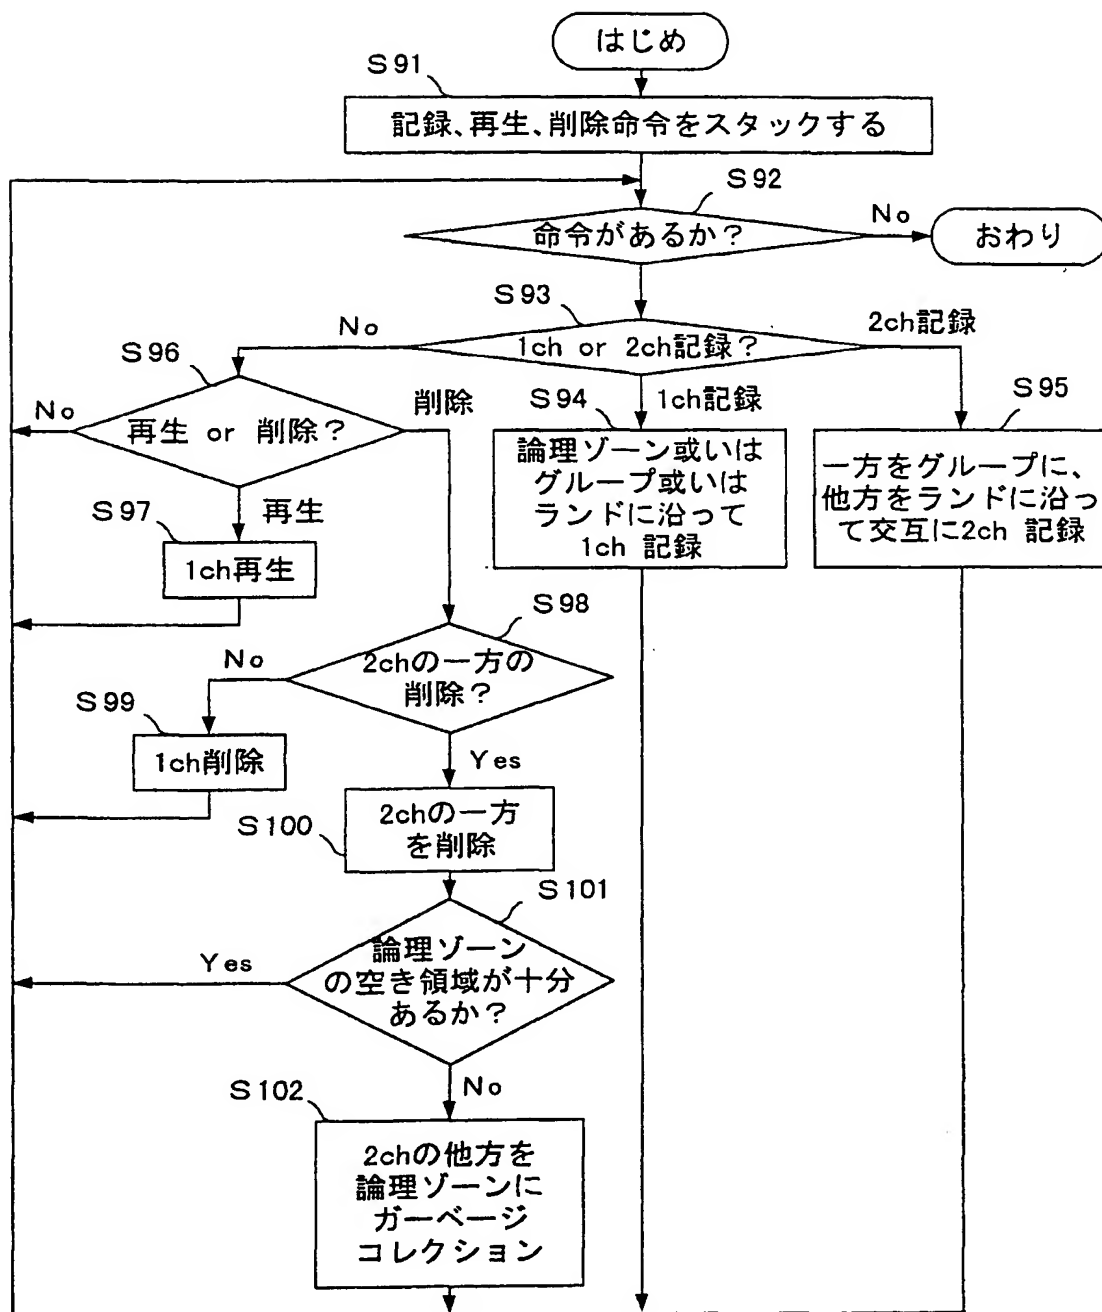 はじめ
S91
記録、再生、削除命令をスタックする
S92
命令があるか?
No
おわり
S93
No
1ch or 2ch記録?
2ch記録
S96
No
再生 or 削除?
削除
S94
1ch記録
S95
論理ゾーン或いは
グルーブ或いは
ランドに沿って
1ch 記録
一方をグルーブに、
他方をランドに沿っ
て交互に2ch 記録
S97
再生
1ch再生
S98
No
2chの一方の
削除?
S99
1ch削除
Yes
S100
2chの一方
を削除
S101
Yes
論理ゾーン
の空き領域が十分
あるか?
No
S102
2chの他方を
論理ゾーンに
ガーベージ
コレクション